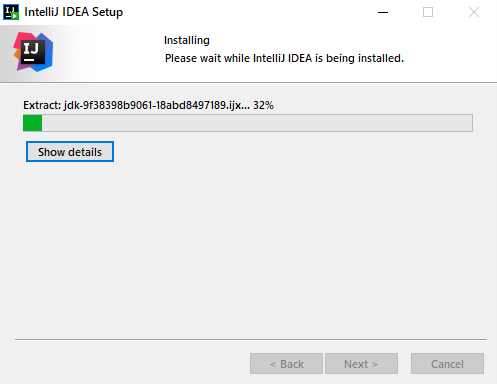 IntelliJ IDEA Setup
IJ
Installing
Please wait while IntelliJ IDEA is being installed.
Extract: jdk-9f38398b9061-18abd8497189.ijx... 32%
Show details
< Back
Next >
Cancel